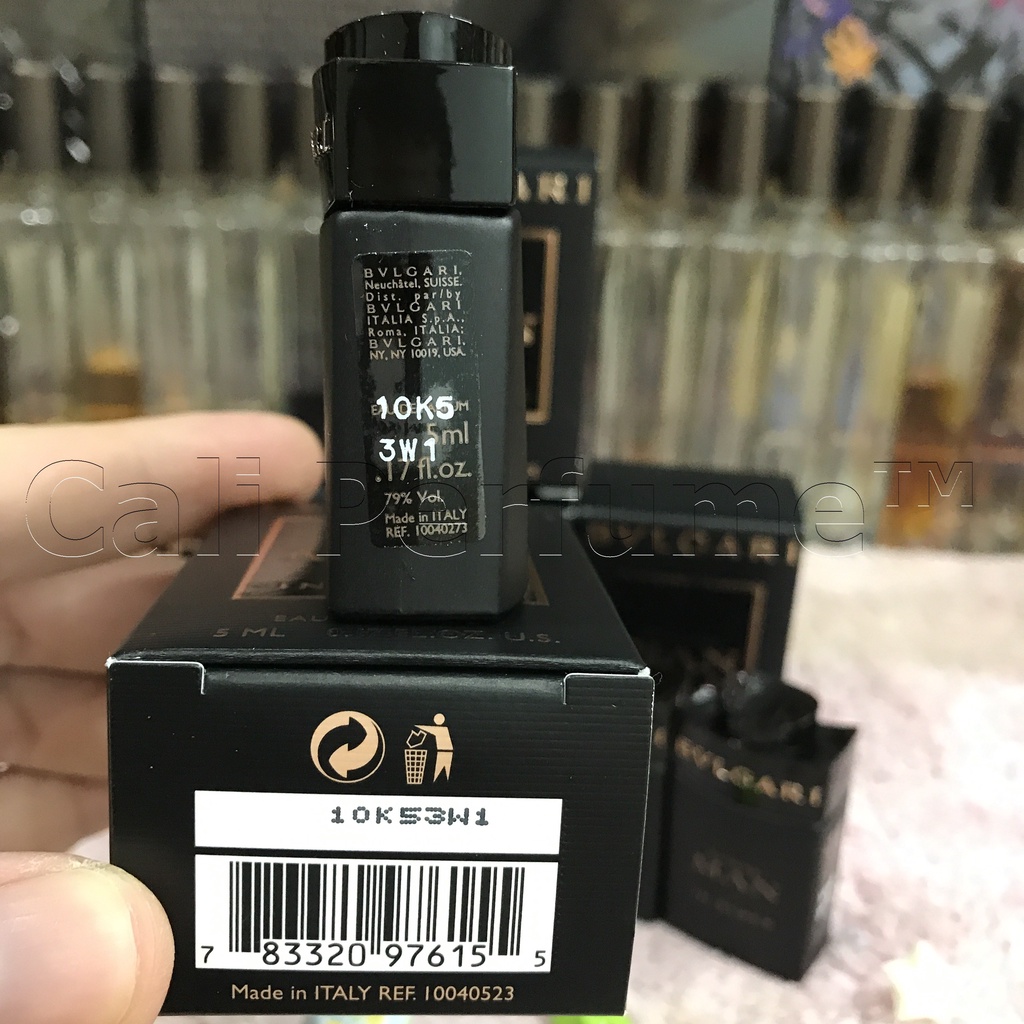 BVLGARI,
Neuchâtel, SUISSE.
Dist. par/by
BVLGARI
ITALIA S.p.A.,
Roma, ITALIA;
BVLGARI,
NY, NY 10019, USA.
10K5
5ml
3W1
.17 fl.oz.
79% Vol
Made in ITALY
REF. 10040273
Cali Perfume™
5 ML
U.S.
10K53W1
7 83320 97615 5
Made in ITALY REF. 10040523
ARI
BVLGARI
BVLGARI
MAN